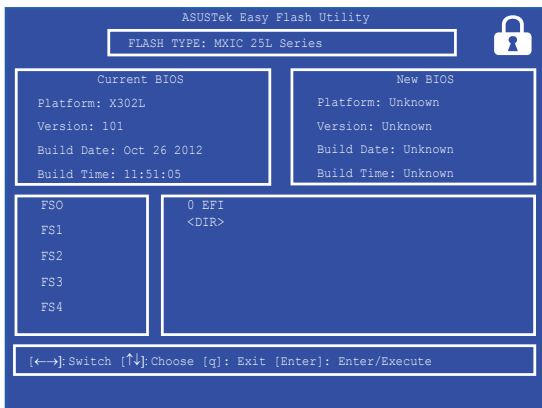 ASUSTek Easy Flash Utility
FLASH TYPE: MXIC 25L Series
Current BIOS
Platform: X302L
Version: 101
Build Date: Oct 26 2012
Build Time: 11:51:05
New BIOS
Platform: Unknown
Version: Unknown
Build Date: Unknown
Build Time: Unknown
FSO
FS1
FS2
FS3
FS4
0 EFI
<DIR>
[←→]: Switch [↑↓]: Choose [q]: Exit [Enter]: Enter/Execute